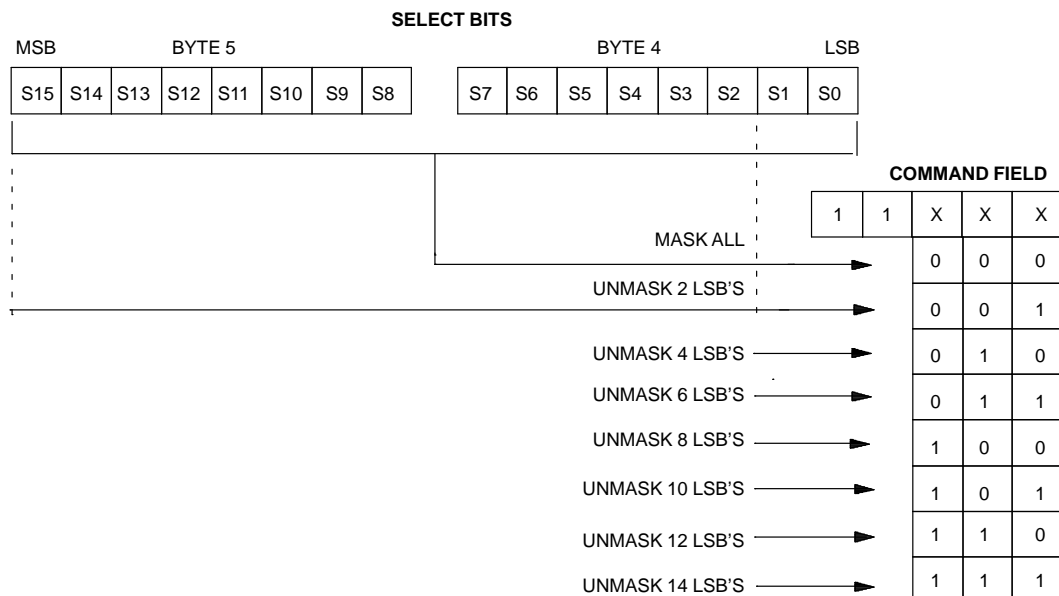 SELECT BITS
MSB BYTE 5 BYTE 4 LSB
S15 S14 S13 S12 S11 S10 S9 S8 S7 S6 S5 S4 S3 S2 S1 S0
COMMAND FIELD
1 1 X X X
MASK ALL 0 0 0
UNMASK 2 LSB'S 0 0 1
UNMASK 4 LSB'S 0 1 0
UNMASK 6 LSB'S 0 1 1
UNMASK 8 LSB'S 1 0 0
UNMASK 10 LSB'S 1 0 1
UNMASK 12 LSB'S 1 1 0
UNMASK 14 LSB'S 1 1 1